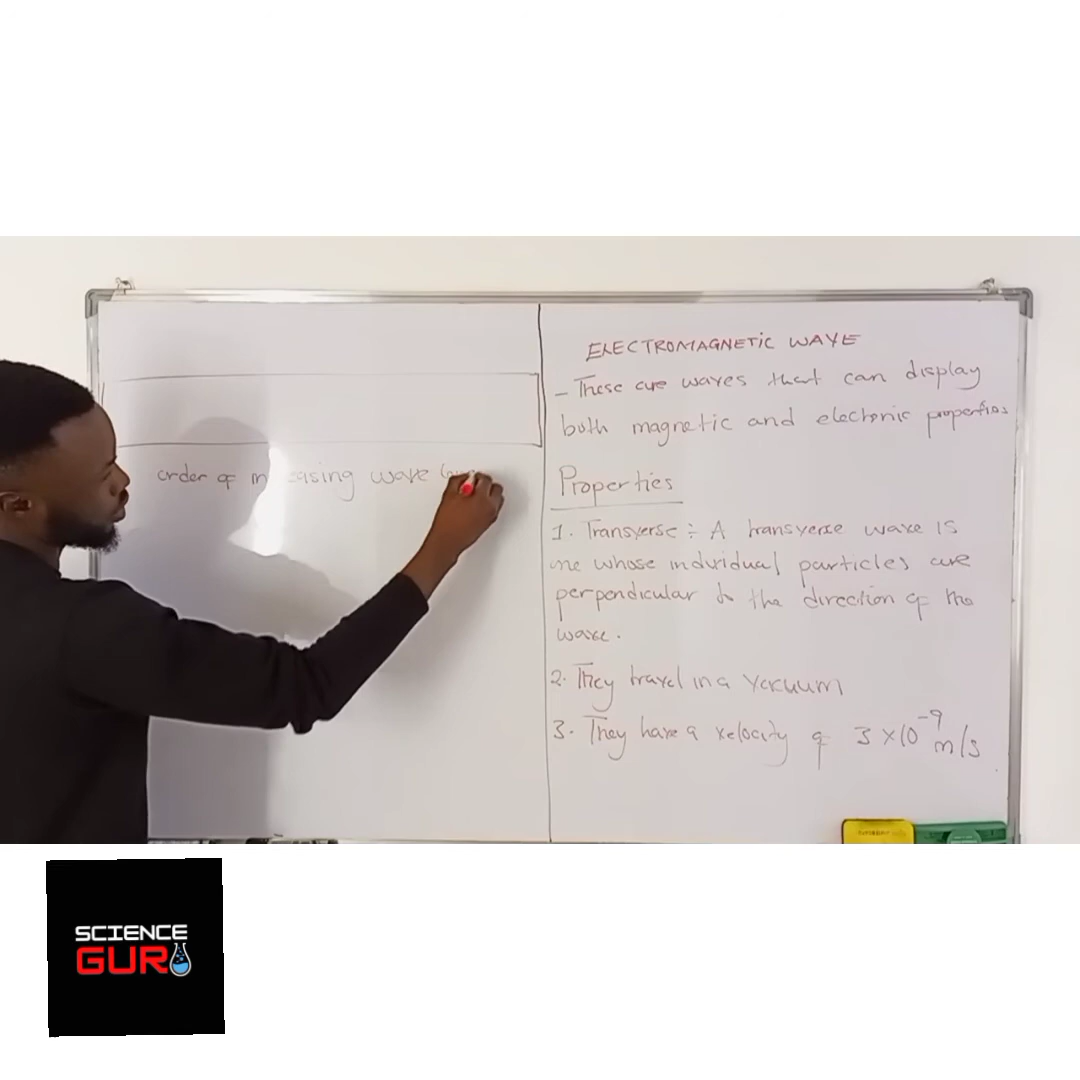 order of wave
ELECTROMAGNETIC WAVE
- These are waves that can display
both magnetic and electronic properties
Properties
1. Transverse : A transverse wave is
one whose individual particles are
perpendicular to the direction of the
wave.
2. They travel in a vacuum
3. They have a velocity of 3 x 10⁻⁹ m/s
SCIENCE
GURU